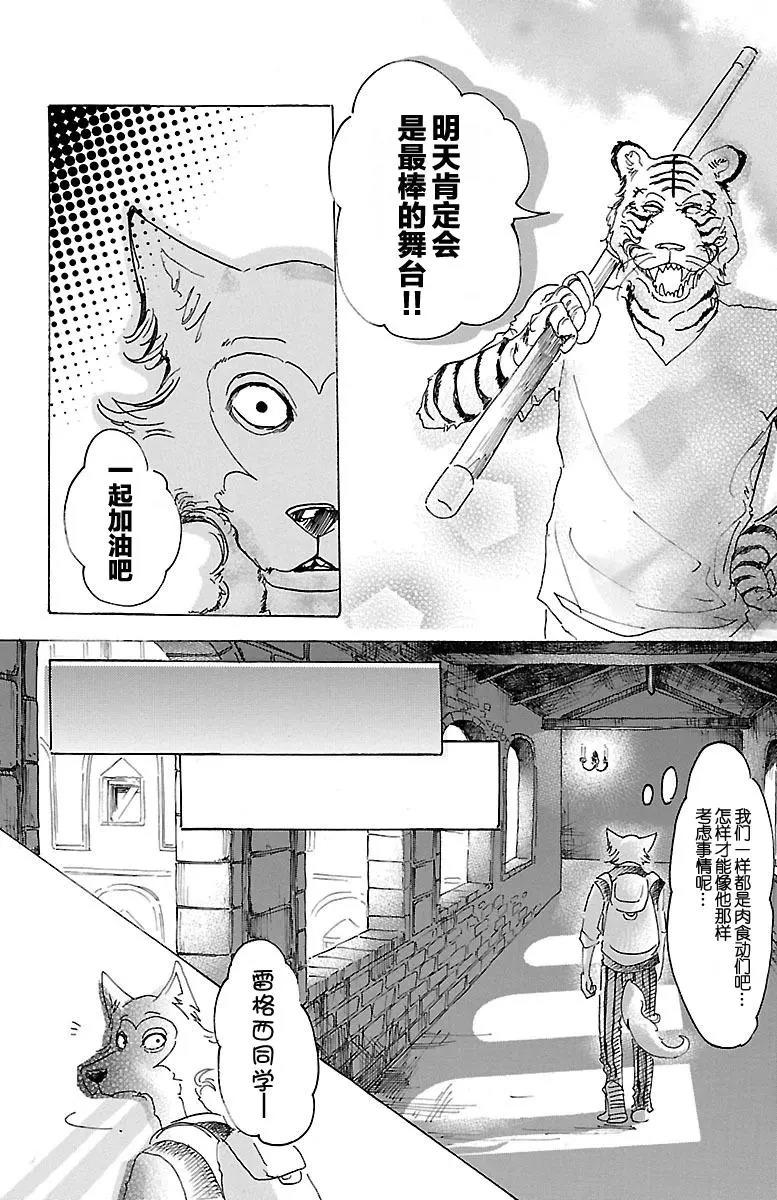 明天肯定会
是最棒的舞台!!
一起加油吧
我们一样都是肉食动们吧…
怎样才能像他那样
考虑事情呢…
雷格西同学—